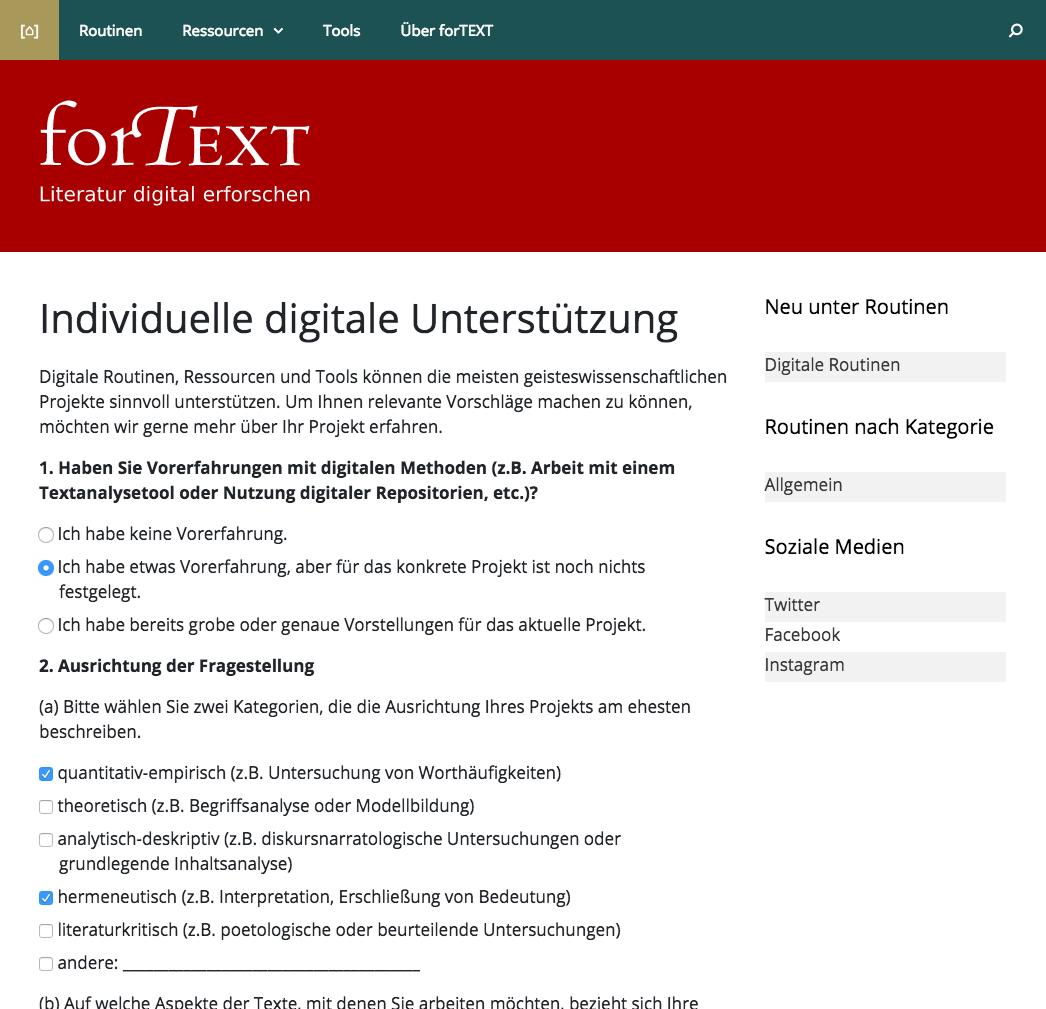 [⌂]
Routinen
Ressourcen
Tools
Über forTEXT
forTEXT
Literatur digital erforschen
Individuelle digitale Unterstützung
Digitale Routinen, Ressourcen und Tools können die meisten geisteswissenschaftlichen
Projekte sinnvoll unterstützen. Um Ihnen relevante Vorschläge machen zu können,
möchten wir gerne mehr über Ihr Projekt erfahren.
1. Haben Sie Vorerfahrungen mit digitalen Methoden (z.B. Arbeit mit einem
Textanalysetool oder Nutzung digitaler Repositorien, etc.)?
Ich habe keine Vorerfahrung.
Ich habe etwas Vorerfahrung, aber für das konkrete Projekt ist noch nichts
festgelegt.
Ich habe bereits grobe oder genaue Vorstellungen für das aktuelle Projekt.
2. Ausrichtung der Fragestellung
(a) Bitte wählen Sie zwei Kategorien, die die Ausrichtung Ihres Projekts am ehesten
beschreiben.
quantitativ-empirisch (z.B. Untersuchung von Worthäufigkeiten)
theoretisch (z.B. Begriffsanalyse oder Modellbildung)
analytisch-deskriptiv (z.B. diskursnarratologische Untersuchungen oder
grundlegende Inhaltsanalyse)
hermeneutisch (z.B. Interpretation, Erschließung von Bedeutung)
literaturkritisch (z.B. poetologische oder beurteilende Untersuchungen)
andere: ___________________________________
(b) Auf welche Aspekte der Texte, mit denen Sie arbeiten möchten, bezieht sich Ihre
Neu unter Routinen
Digitale Routinen
Routinen nach Kategorie
Allgemein
Soziale Medien
Twitter
Facebook
Instagram